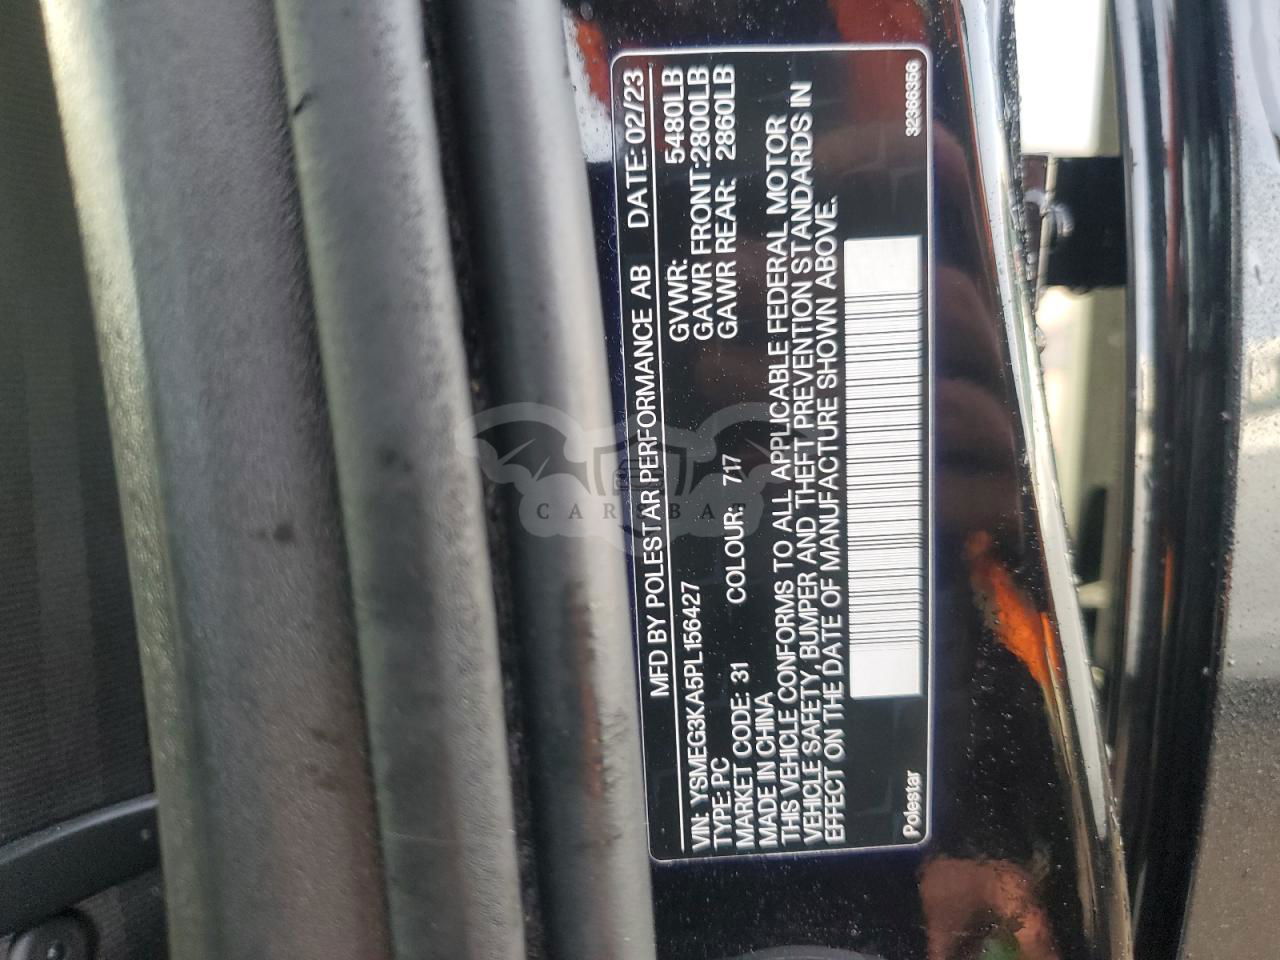 MFD BY POLESTAR PERFORMANCE AB DATE: 02/23
VIN: YSMEG3KA5PL156427 GVWR: 5480LB
TYPE: PC GAWR FRONT: 2800LB
MARKET CODE: 31 COLOUR: 717 GAWR REAR: 2860LB
MADE IN CHINA
THIS VEHICLE CONFORMS TO ALL APPLICABLE FEDERAL MOTOR
VEHICLE SAFETY, BUMPER AND THEFT PREVENTION STANDARDS IN
EFFECT ON THE DATE OF MANUFACTURE SHOWN ABOVE.
Polestar 32366356
CARSBAT